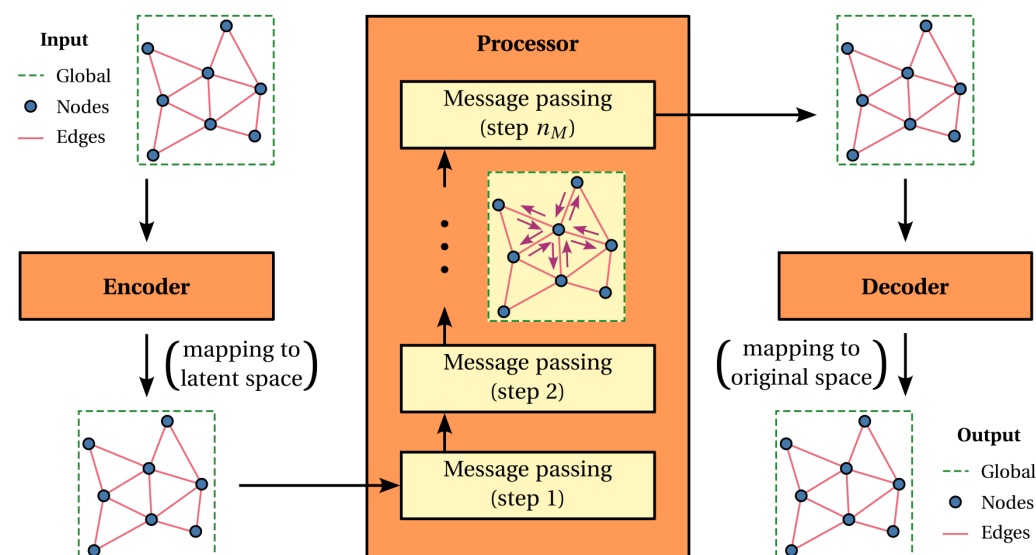 Input
Global
Nodes
Edges
Encoder
(mapping to
latent space)
Processor
Message passing
(step n_M)
Message passing
(step 2)
Message passing
(step 1)
Decoder
(mapping to
original space)
Output
Global
Nodes
Edges